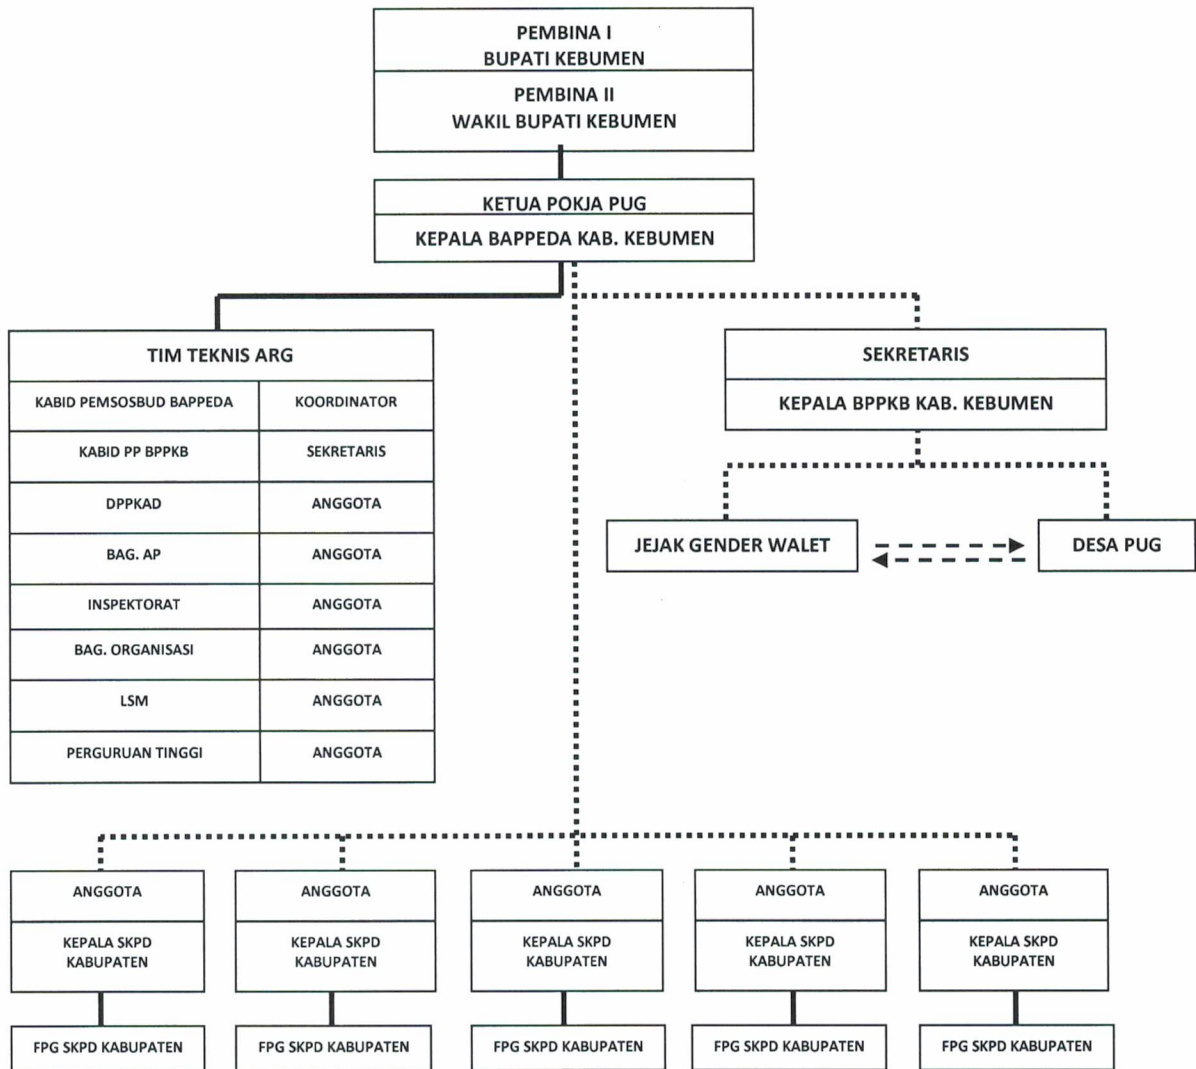 PEMBINA I
BUPATI KEBUMEN
PEMBINA II
WAKIL BUPATI KEBUMEN
KETUA POKJA PUG
KEPALA BAPPEDA KAB. KEBUMEN
TIM TEKNIS ARG
KABID PEMSOSBUD BAPPEDA KOORDINATOR
KABID PP BPPKB SEKRETARIS
DPPKAD ANGGOTA
BAG. AP ANGGOTA
INSPEKTORAT ANGGOTA
BAG. ORGANISASI ANGGOTA
LSM ANGGOTA
PERGURUAN TINGGI ANGGOTA
SEKRETARIS
KEPALA BPPKB KAB. KEBUMEN
JEJAK GENDER WALET
DESA PUG
ANGGOTA
KEPALA SKPD
KABUPATEN
FPG SKPD KABUPATEN
ANGGOTA
KEPALA SKPD
KABUPATEN
FPG SKPD KABUPATEN
ANGGOTA
KEPALA SKPD
KABUPATEN
FPG SKPD KABUPATEN
ANGGOTA
KEPALA SKPD
KABUPATEN
FPG SKPD KABUPATEN
ANGGOTA
KEPALA SKPD
KABUPATEN
FPG SKPD KABUPATEN